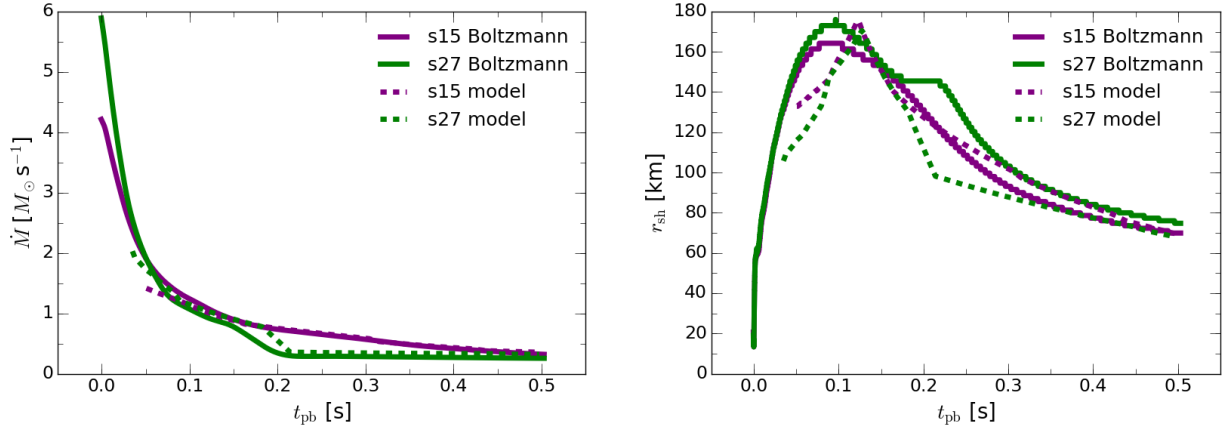 6
5
4
3
2
1
0
Ṁ [M⊙ s⁻¹]
0.0 0.1 0.2 0.3 0.4 0.5
t_pb [s]
s15 Boltzmann
s27 Boltzmann
s15 model
s27 model
180
160
140
120
100
80
60
40
20
0
r_sh [km]
0.0 0.1 0.2 0.3 0.4 0.5
t_pb [s]
s15 Boltzmann
s27 Boltzmann
s15 model
s27 model